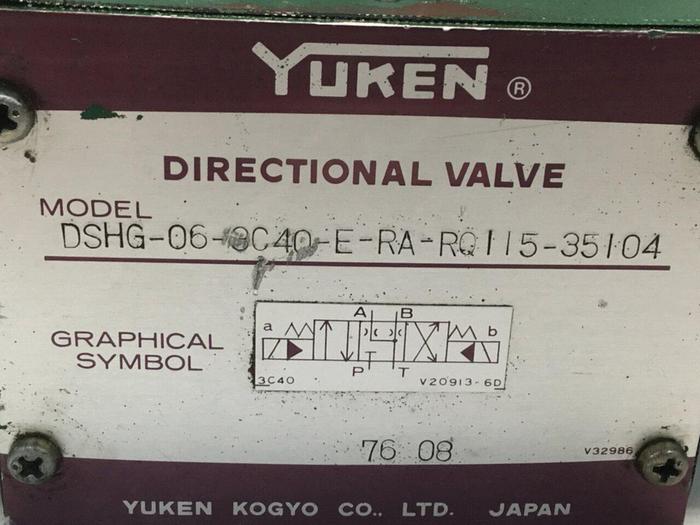 YUKEN ®
DIRECTIONAL VALVE
MODEL
DSHG-06-3C40-E-RA-RQ115-35104
GRAPHICAL
SYMBOL
A B
a b
P T
3C40 V20913-6D
76 08
V32986
YUKEN KOGYO CO., LTD. JAPAN